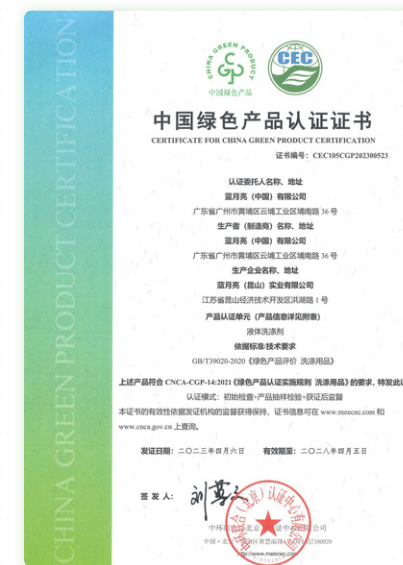 CHINA GREEN PRODUCT CERTIFICATION
CHINA GREEN PRODUCT
CGP
中国绿色产品
CEC
中国绿色产品认证证书
CERTIFICATE FOR CHINA GREEN PRODUCT CERTIFICATION
证书编号: CEC105CGP202300523
认证委托人名称、地址
蓝月亮（中国）有限公司
广东省广州市黄埔区云埔工业区埔南路 36 号
生产者（制造商）名称、地址
蓝月亮（中国）有限公司
广东省广州市黄埔区云埔工业区埔南路 36 号
生产企业名称、地址
蓝月亮（昆山）实业有限公司
江苏省昆山经济技术开发区洪湖路 1 号
产品认证单元（产品信息详见附表）
液体洗涤剂
依据标准/技术要求
GB/T39020-2020《绿色产品评价 洗涤用品》
上述产品符合 CNCA-CGP-14:2021《绿色产品认证实施规则 洗涤用品》的要求，特发此
认证模式：初始检查+产品抽样检验+获证后监督
本证书的有效性依据发证机构的监督获得保持，证书信息可在 www.meecec.com 和
www.cnca.gov.cn 上查询。
发证日期：二〇二三年四月六日 有效期至：二〇二八年四月五日
签 发 人：
http://www.meecec.com